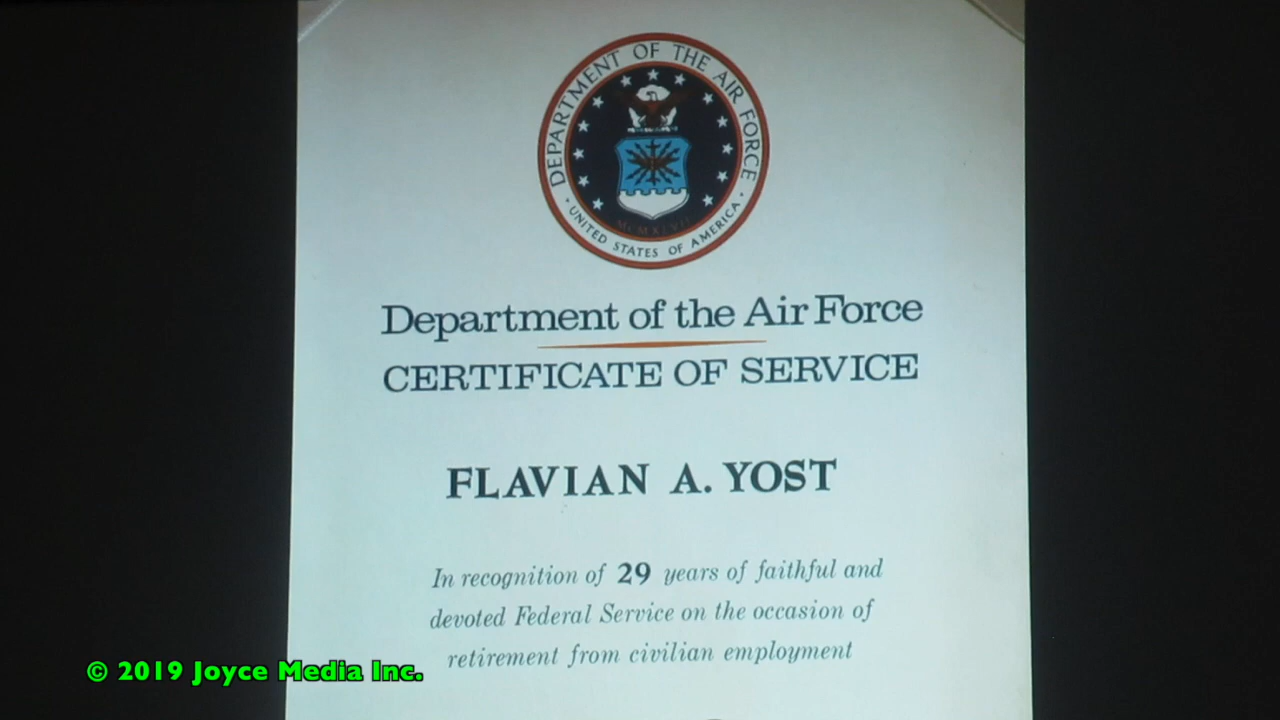 DEPARTMENT OF THE AIR FORCE
MCMXLVII
· UNITED STATES OF AMERICA ·
Department of the Air Force
CERTIFICATE OF SERVICE
FLAVIAN A. YOST
In recognition of 29 years of faithful and
devoted Federal Service on the occasion of
retirement from civilian employment
© 2019 Joyce Media Inc.